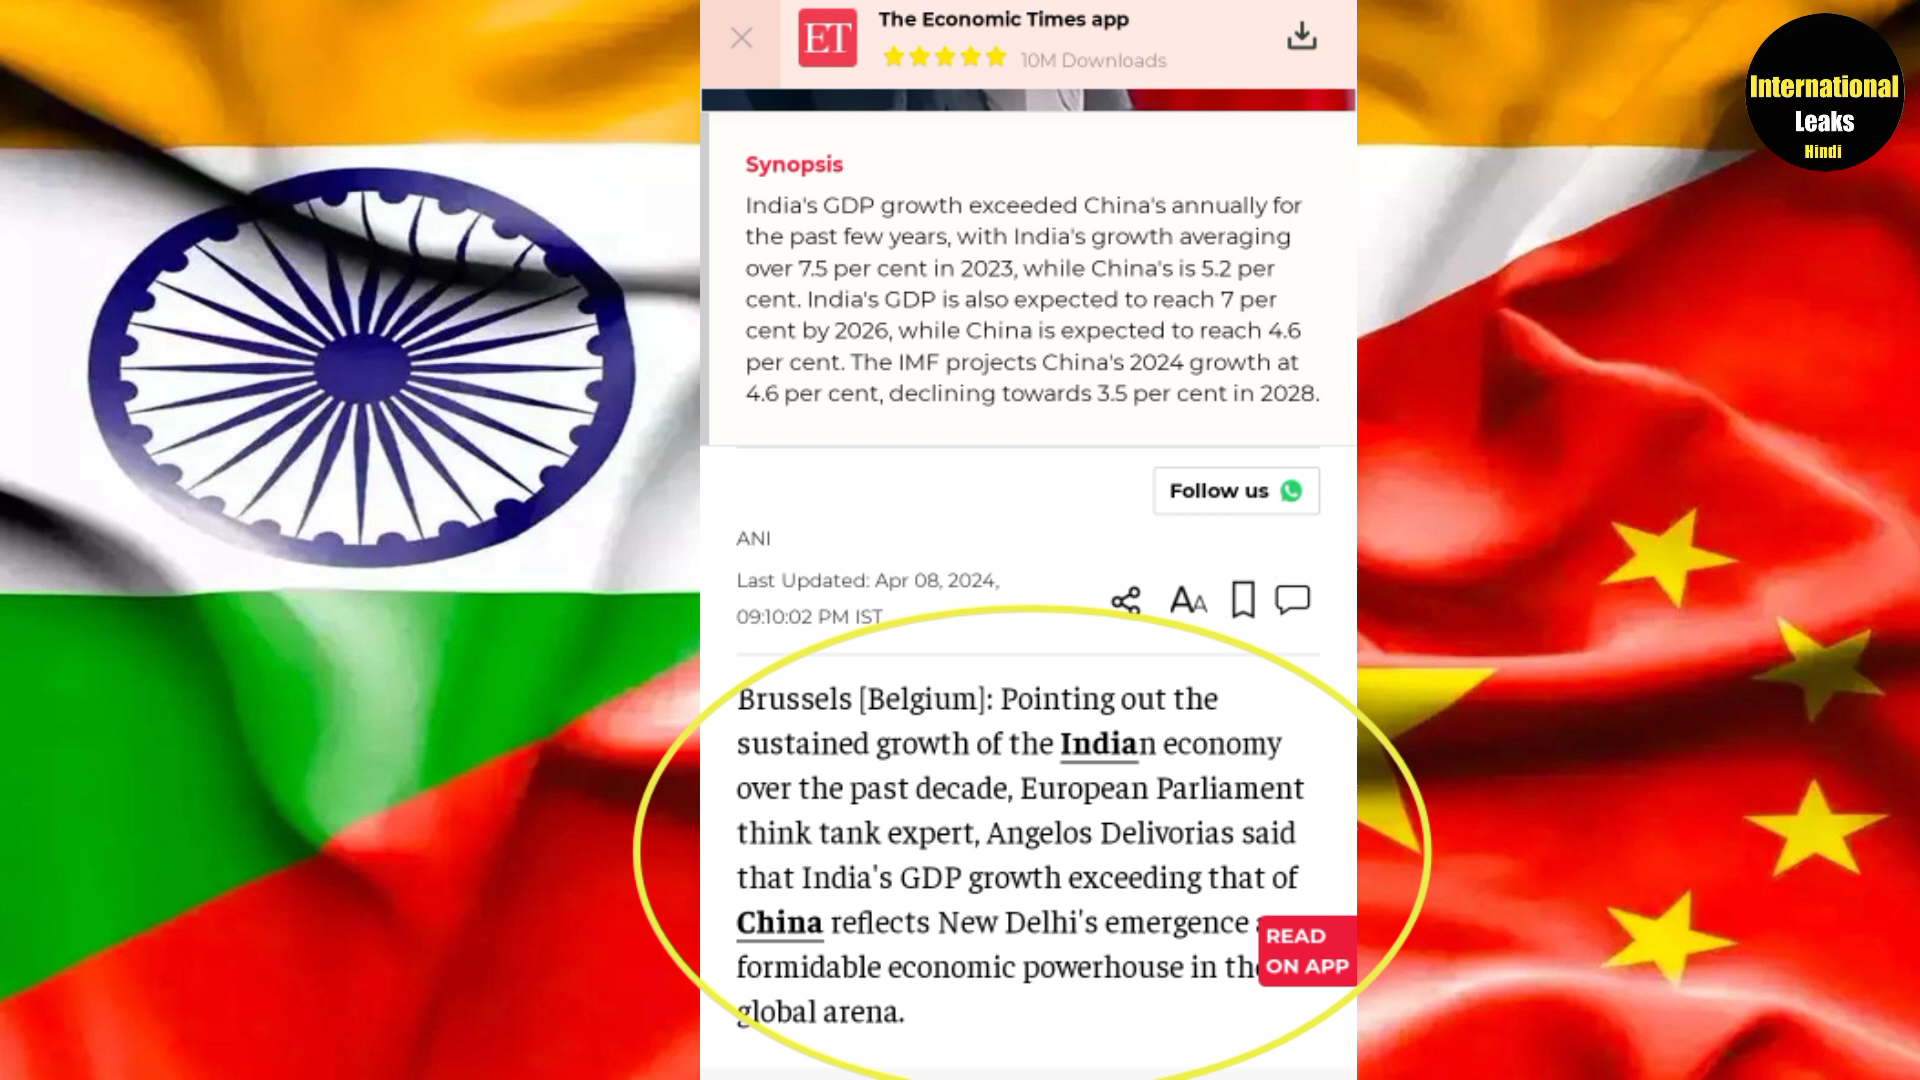 The Economic Times app
ET
10M Downloads
International
Leaks
Hindi
Synopsis
India's GDP growth exceeded China's annually for
the past few years, with India's growth averaging
over 7.5 per cent in 2023, while China's is 5.2 per
cent. India's GDP is also expected to reach 7 per
cent by 2026, while China is expected to reach 4.6
per cent. The IMF projects China's 2024 growth at
4.6 per cent, declining towards 3.5 per cent in 2028.
Follow us
ANI
Last Updated: Apr 08, 2024,
09:10:02 PM IST
AA
Brussels [Belgium]: Pointing out the
sustained growth of the Indian economy
over the past decade, European Parliament
think tank expert, Angelos Delivorias said
that India's GDP growth exceeding that of
China reflects New Delhi's emergence
formidable economic powerhouse in the
global arena.
READ
ON APP